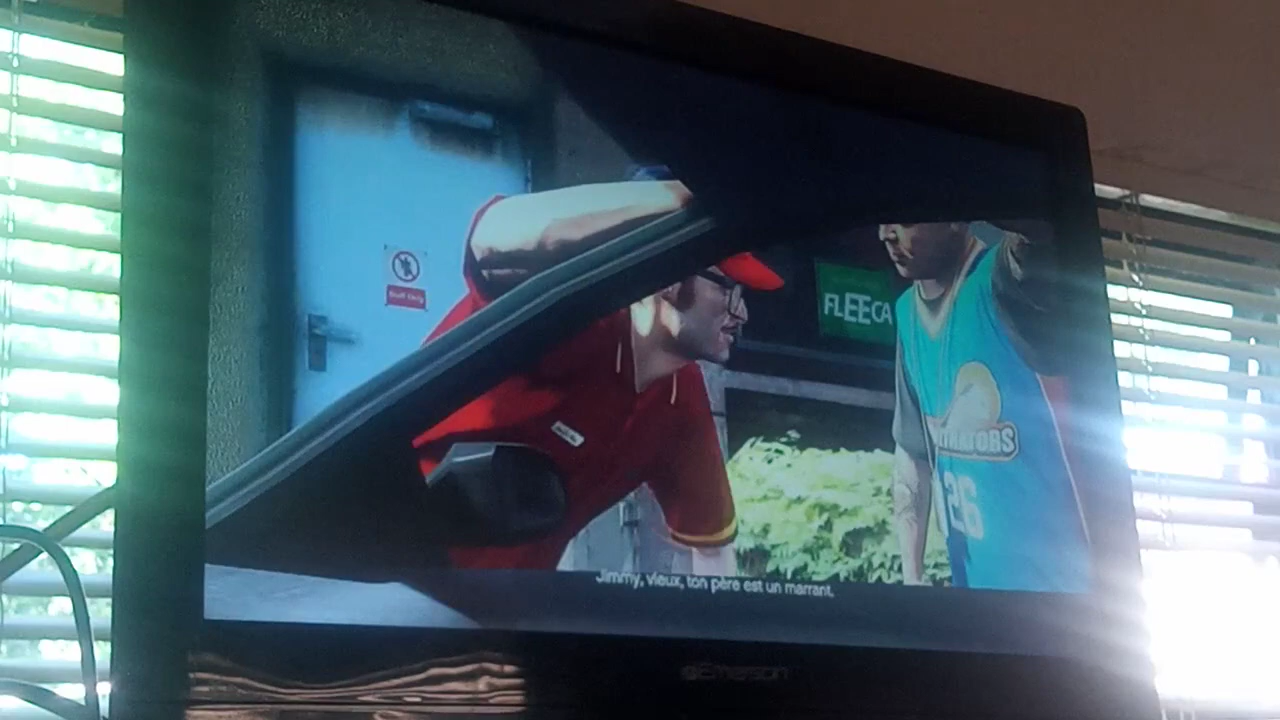 Staff Only
FLEECA
26
Jimmy, vieux, ton père est un marrant.
Emerson